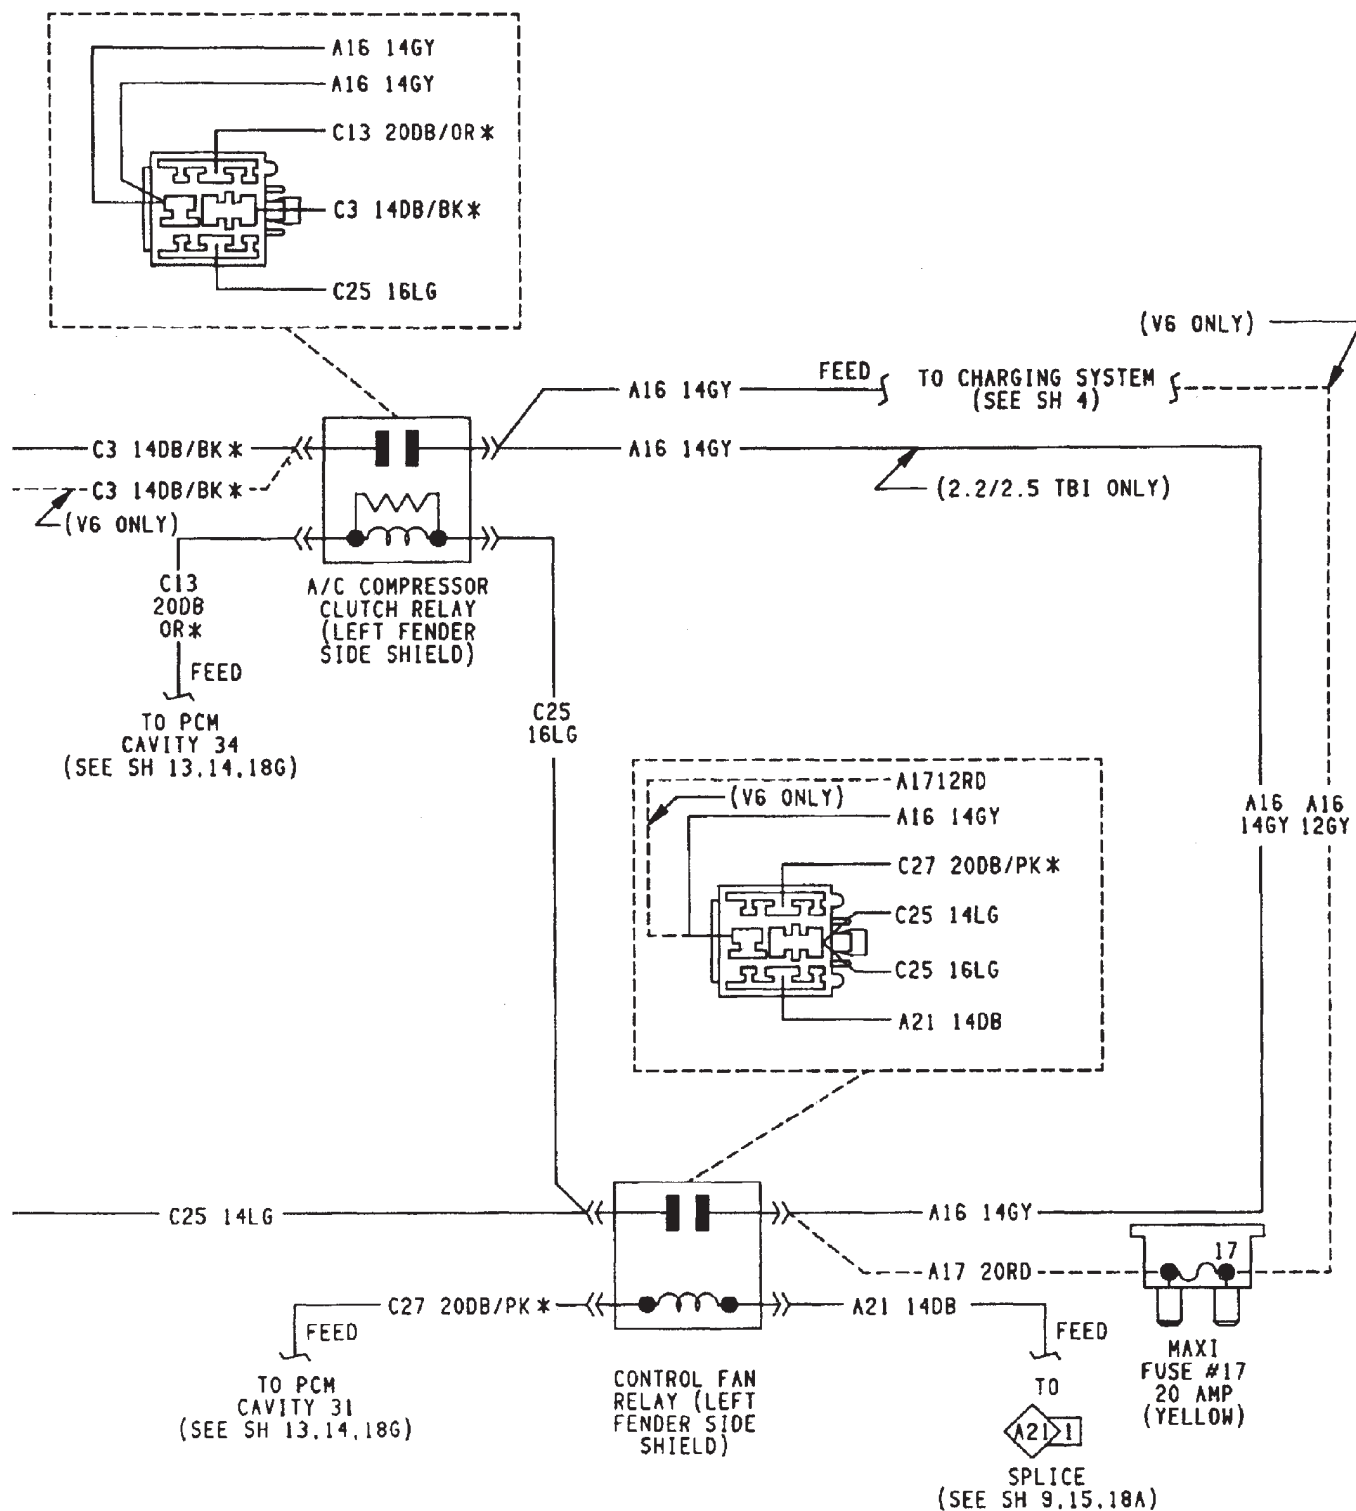 A16 14GY
A16 14GY
C13 20DB/OR*
C3 14DB/BK*
C25 16LG
(V6 ONLY)
FEED
A16 14GY
TO CHARGING SYSTEM
(SEE SH 4)
C3 14DB/BK*
A16 14GY
C3 14DB/BK*
(2.2/2.5 TBI ONLY)
(V6 ONLY)
C13
20DB
OR*
A/C COMPRESSOR
CLUTCH RELAY
(LEFT FENDER
SIDE SHIELD)
FEED
TO PCM
CAVITY 34
(SEE SH 13,14,18G)
C25
16LG
A1712RD
(V6 ONLY)
A16 14GY
C27 20DB/PK*
C25 14LG
C25 16LG
A21 14DB
A16
14GY
A16
12GY
C25 14LG
A16 14GY
17
A17 20RD
C27 20DB/PK*
A21 14DB
FEED
FEED
TO PCM
CAVITY 31
(SEE SH 13,14,18G)
CONTROL FAN
RELAY (LEFT
FENDER SIDE
SHIELD)
TO
A21 1
SPLICE
(SEE SH 9,15,18A)
MAXI
FUSE #17
20 AMP
(YELLOW)